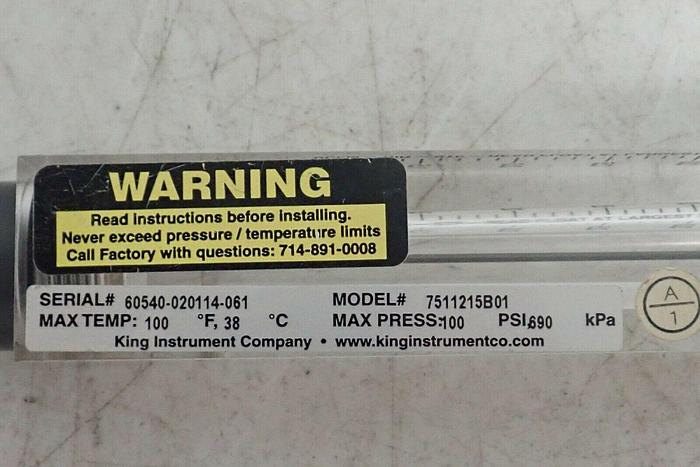 WARNING
Read instructions before installing.
Never exceed pressure / temperature limits
Call Factory with questions: 714-891-0008
SERIAL# 60540-020114-061 MODEL# 7511215B01
MAX TEMP: 100 °F, 38 °C MAX PRESS:100 PSI,690 kPa
King Instrument Company • www.kinginstrumentco.com
A
1